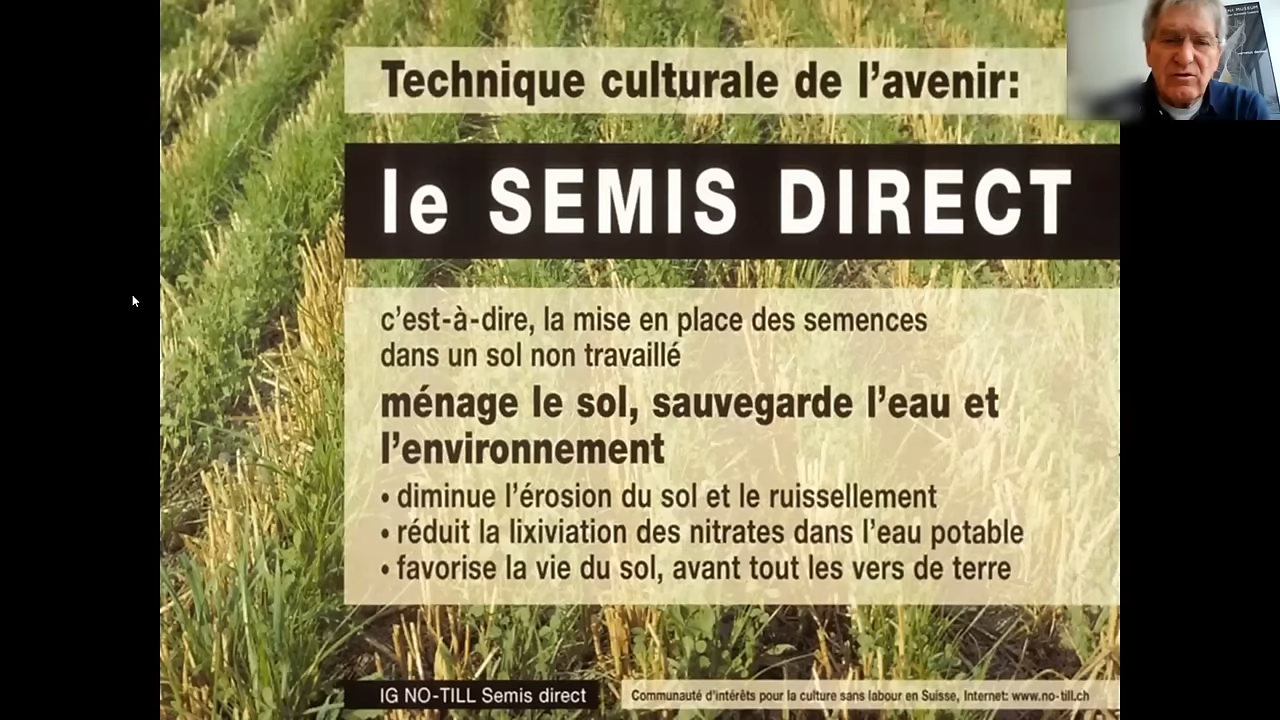 Technique culturale de l'avenir:
le SEMIS DIRECT
c'est-à-dire, la mise en place des semences
dans un sol non travaillé
ménage le sol, sauvegarde l'eau et
l'environnement
• diminue l'érosion du sol et le ruissellement
• réduit la lixiviation des nitrates dans l'eau potable
• favorise la vie du sol, avant tout les vers de terre
IG NO-TILL Semis direct
Communauté d'intérêts pour la culture sans labour en Suisse, Internet: www.no-till.ch